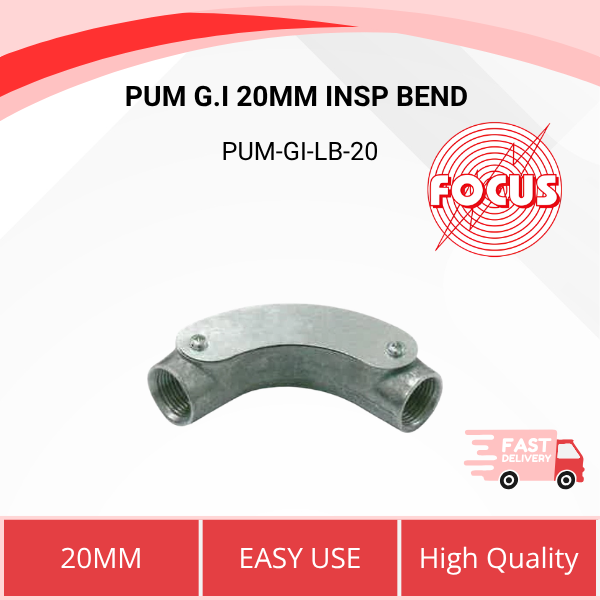 PUM G.I 20MM INSP BEND
PUM-GI-LB-20
FOCUS
FAST
DELIVERY
20MM
EASY USE
High Quality